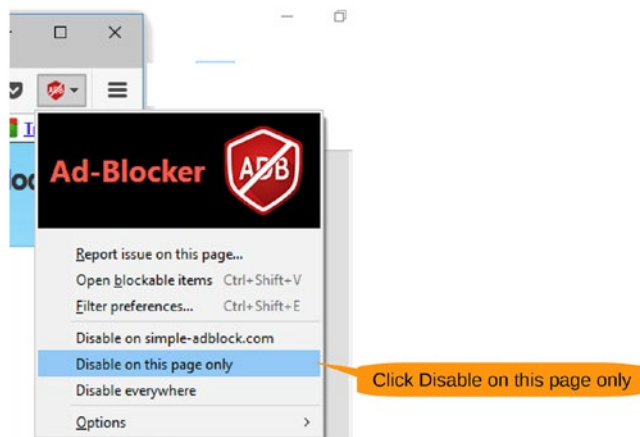 ADB
Ad-Blocker
ADB
Report issue on this page...
Open blockable items Ctrl+Shift+V
Filter preferences... Ctrl+Shift+E
Disable on simple-adblock.com
Disable on this page only
Click Disable on this page only
Disable everywhere
Options